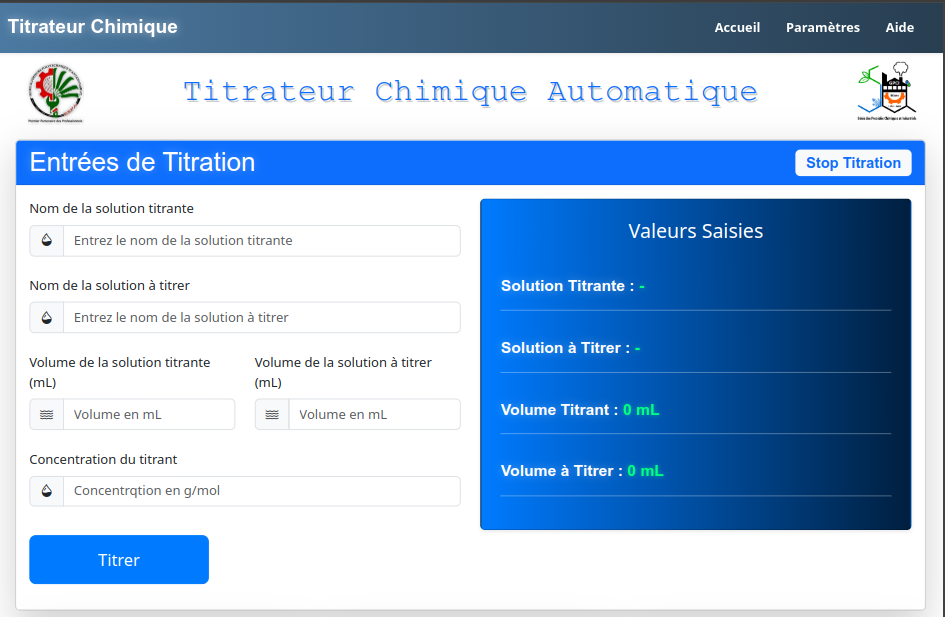 Titrateur Chimique
Accueil Paramètres Aide
Titrateur Chimique Automatique
Entrées de Titration
Stop Titration
Nom de la solution titrante
Entrez le nom de la solution titrante
Nom de la solution à titrer
Entrez le nom de la solution à titrer
Volume de la solution titrante
(mL)
Volume en mL
Volume de la solution à titrer
(mL)
Volume en mL
Concentration du titrant
Concentrqtion en g/mol
Titrer
Valeurs Saisies
Solution Titrante : -
Solution à Titrer : -
Volume Titrant : 0 mL
Volume à Titrer : 0 mL